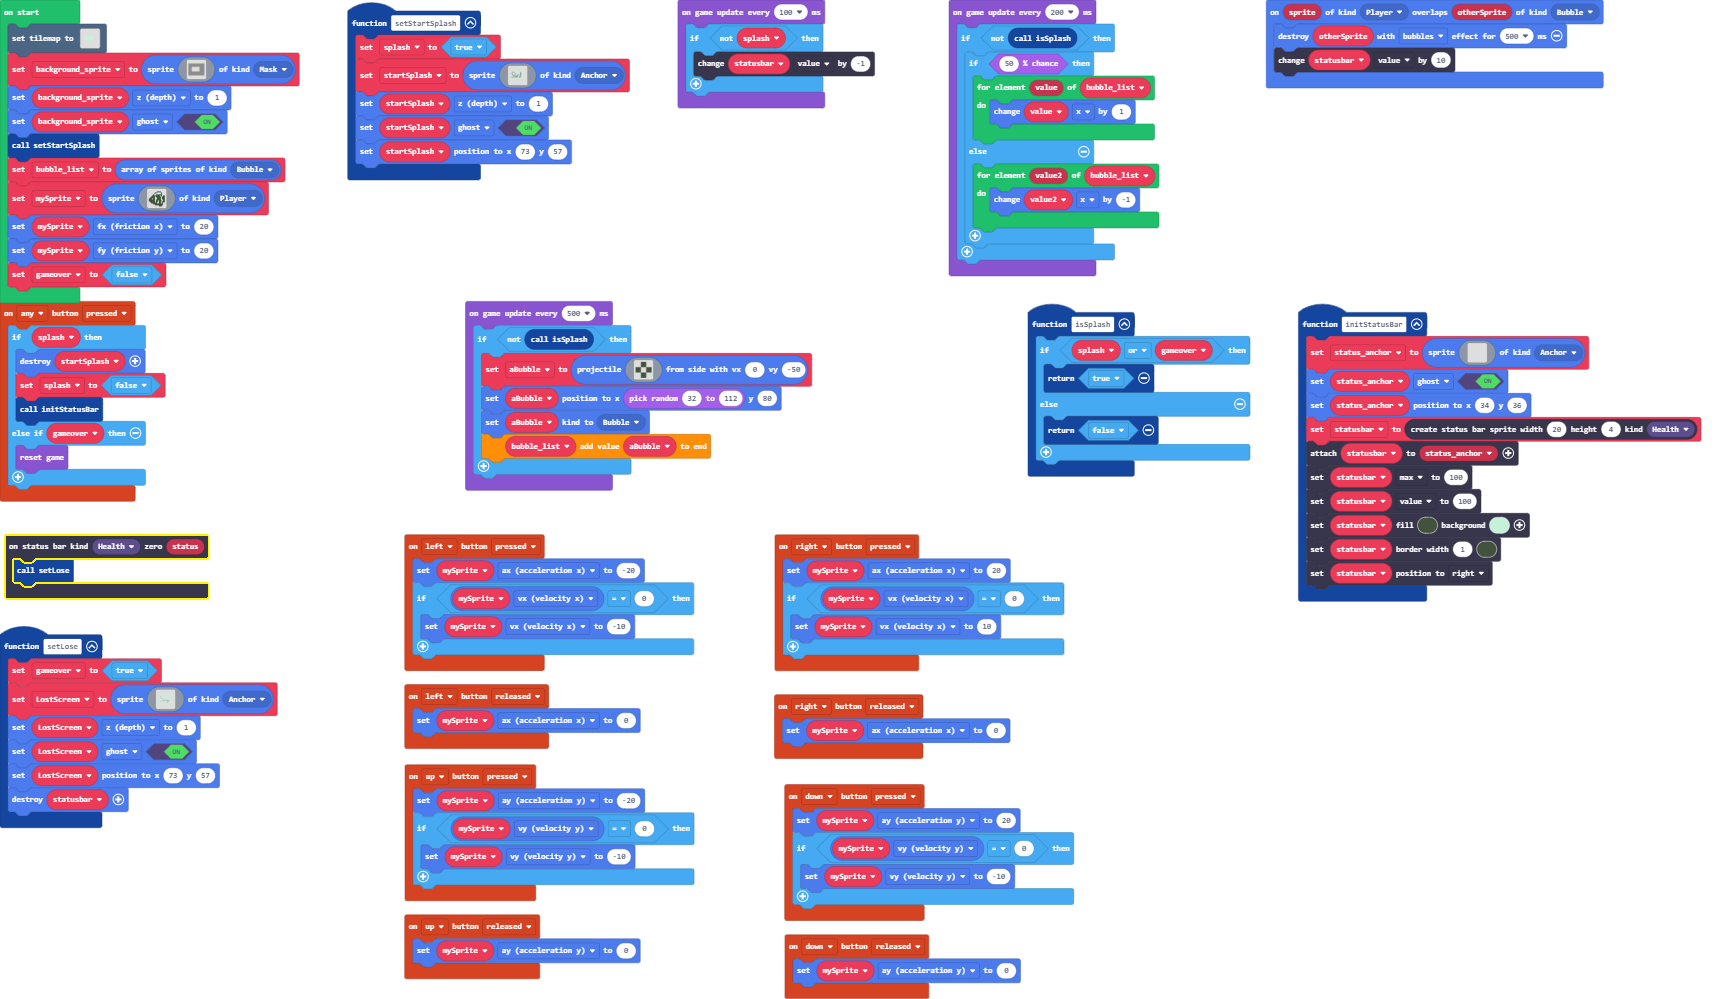 on start
set tilemap to
set background_sprite to sprite of kind Mask
set background_sprite z (depth) to 1
set background_sprite ghost ON
call setStartSplash
set bubble_list to array of sprites of kind Bubble
set mySprite to sprite of kind Player
set mySprite fx (friction x) to 20
set mySprite fy (friction y) to 20
set gameover to false
function setStartSplash
set splash to true
set startSplash to sprite of kind Anchor
set startSplash z (depth) to 1
set startSplash ghost ON
set startSplash position to x 73 y 57
on game update every 100 ms
if not splash then
change statusbar value by -1
on game update every 200 ms
if not call isSplash then
if 50 % chance then
for element value of bubble_list
do
change value x by 1
else
for element value2 of bubble_list
do
change value2 x by -1
on sprite of kind Player overlaps otherSprite of kind Bubble
destroy otherSprite with bubbles effect for 500 ms
change statusbar value by 10
on any button pressed
if splash then
destroy startSplash
set splash to false
call initStatusBar
else if gameover then
reset game
on game update every 500 ms
if not call isSplash then
set aBubble to projectile from side with vx 0 vy -50
set aBubble position to x pick random 32 to 112 y 80
set aBubble kind to Bubble
bubble_list add value aBubble to end
function isSplash
if splash or gameover then
return true
else
return false
function initStatusBar
set status_anchor to sprite of kind Anchor
set status_anchor ghost ON
set status_anchor position to x 34 y 36
set statusbar to create status bar sprite width 20 height 4 kind Health
attach statusbar to status_anchor
set statusbar max to 100
set statusbar value to 100
set statusbar fill background
set statusbar border width 1
set statusbar position to right
on status bar kind Health zero status
call setLose
function setLose
set gameover to true
set LostScreen to sprite of kind Anchor
set LostScreen z (depth) to 1
set LostScreen ghost ON
set LostScreen position to x 73 y 57
destroy statusbar
on left button pressed
set mySprite ax (acceleration x) to -20
if mySprite vx (velocity x) = 0 then
set mySprite vx (velocity x) to -10
on left button released
set mySprite ax (acceleration x) to 0
on up button pressed
set mySprite ay (acceleration y) to -20
if mySprite vy (velocity y) = 0 then
set mySprite vy (velocity y) to -10
on up button released
set mySprite ay (acceleration y) to 0
on right button pressed
set mySprite ax (acceleration x) to 20
if mySprite vx (velocity x) = 0 then
set mySprite vx (velocity x) to 10
on right button released
set mySprite ax (acceleration x) to 0
on down button pressed
set mySprite ay (acceleration y) to 20
if mySprite vy (velocity y) = 0 then
set mySprite vy (velocity y) to -10
on down button released
set mySprite ay (acceleration y) to 0